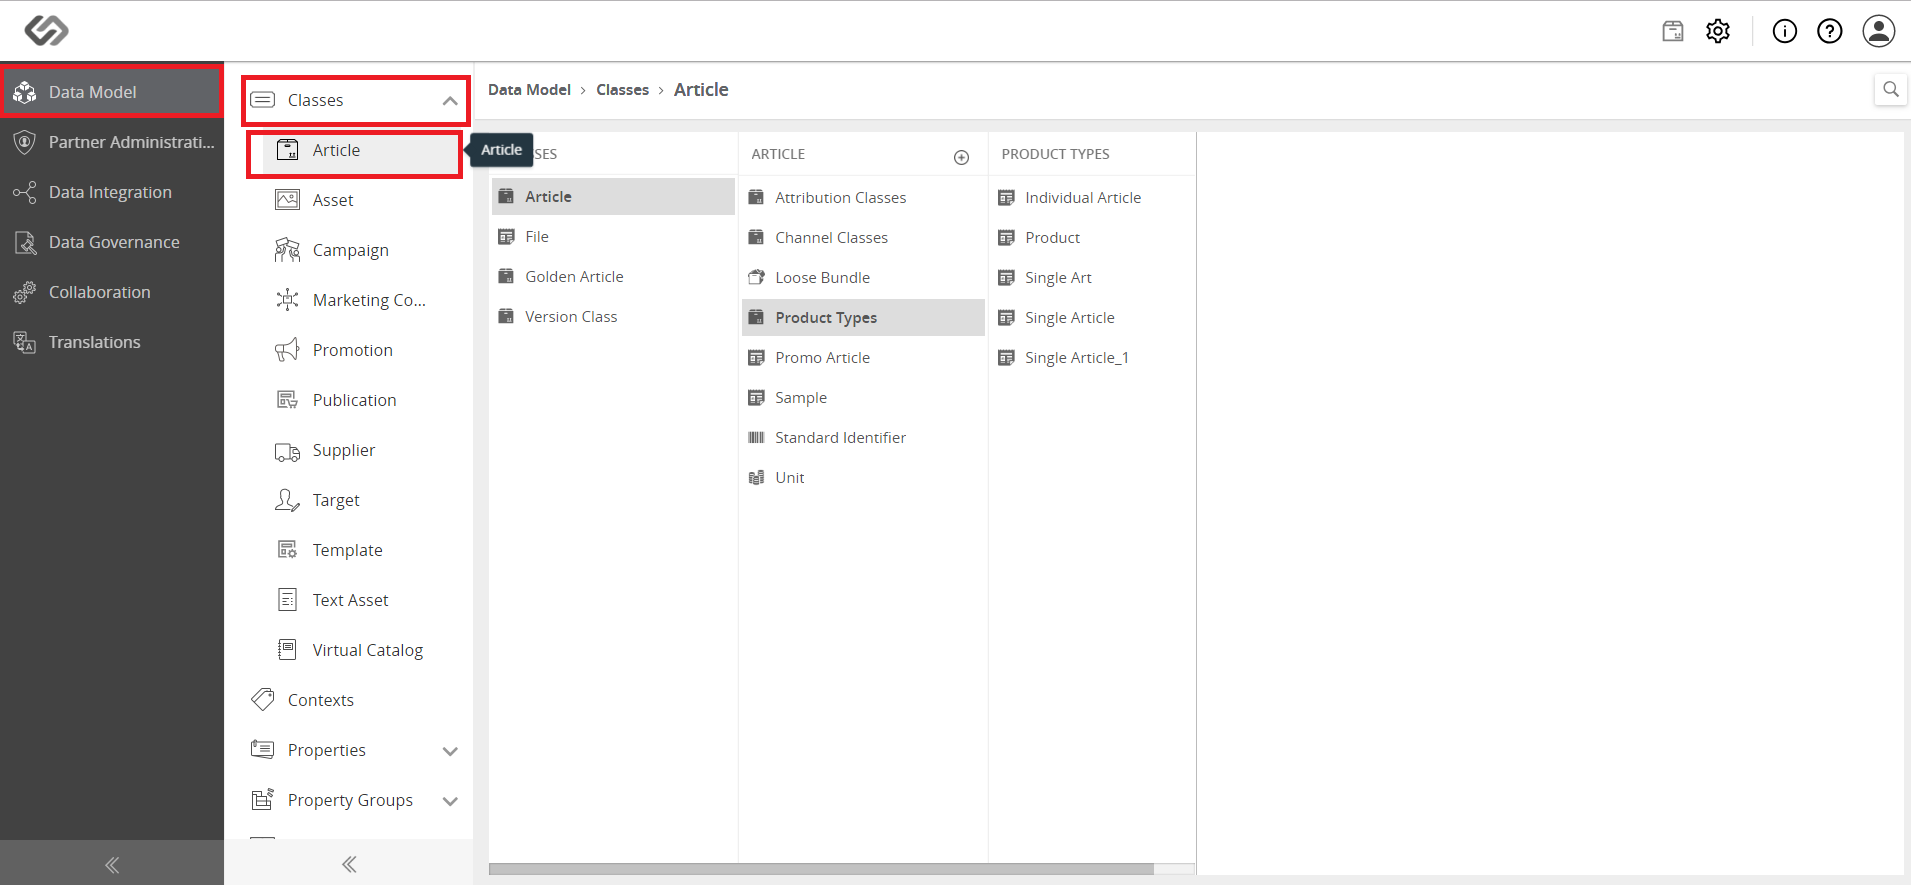 Data Model
Partner Administrati...
Data Integration
Data Governance
Collaboration
Translations
Classes
Article
Asset
Campaign
Marketing Co...
Promotion
Publication
Supplier
Target
Template
Text Asset
Virtual Catalog
Contexts
Properties
Property Groups
Data Model › Classes › Article
Article
SSES
Article
File
Golden Article
Version Class
ARTICLE
Attribution Classes
Channel Classes
Loose Bundle
Product Types
Promo Article
Sample
Standard Identifier
Unit
PRODUCT TYPES
Individual Article
Product
Single Art
Single Article
Single Article_1